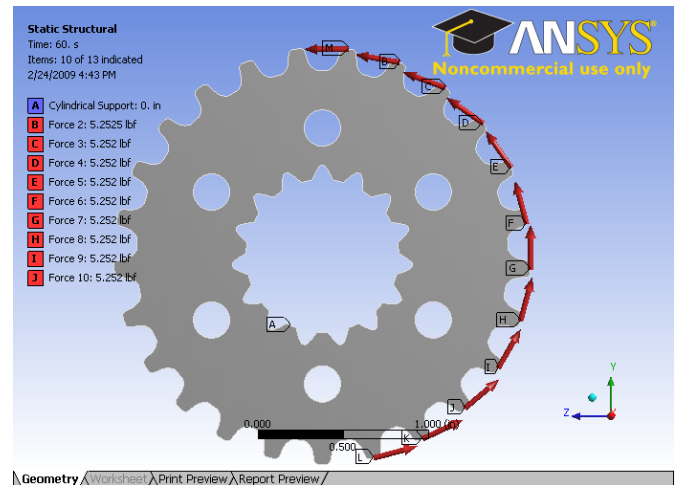 Static Structural
Time: 60. s
Items: 10 of 13 indicated
2/24/2009 4:43 PM
ANSYS
Noncommercial use only
A Cylindrical Support: 0. in
B Force 2: 5.2525 lbf
C Force 3: 5.252 lbf
D Force 4: 5.252 lbf
E Force 5: 5.252 lbf
F Force 6: 5.252 lbf
G Force 7: 5.252 lbf
H Force 8: 5.252 lbf
I Force 9: 5.252 lbf
J Force 10: 5.252 lbf
M
B
C
D
E
F
G
H
I
J
K
L
A
0.000
1.000 (in)
0.500
Y
Z
Geometry Worksheet Print Preview Report Preview